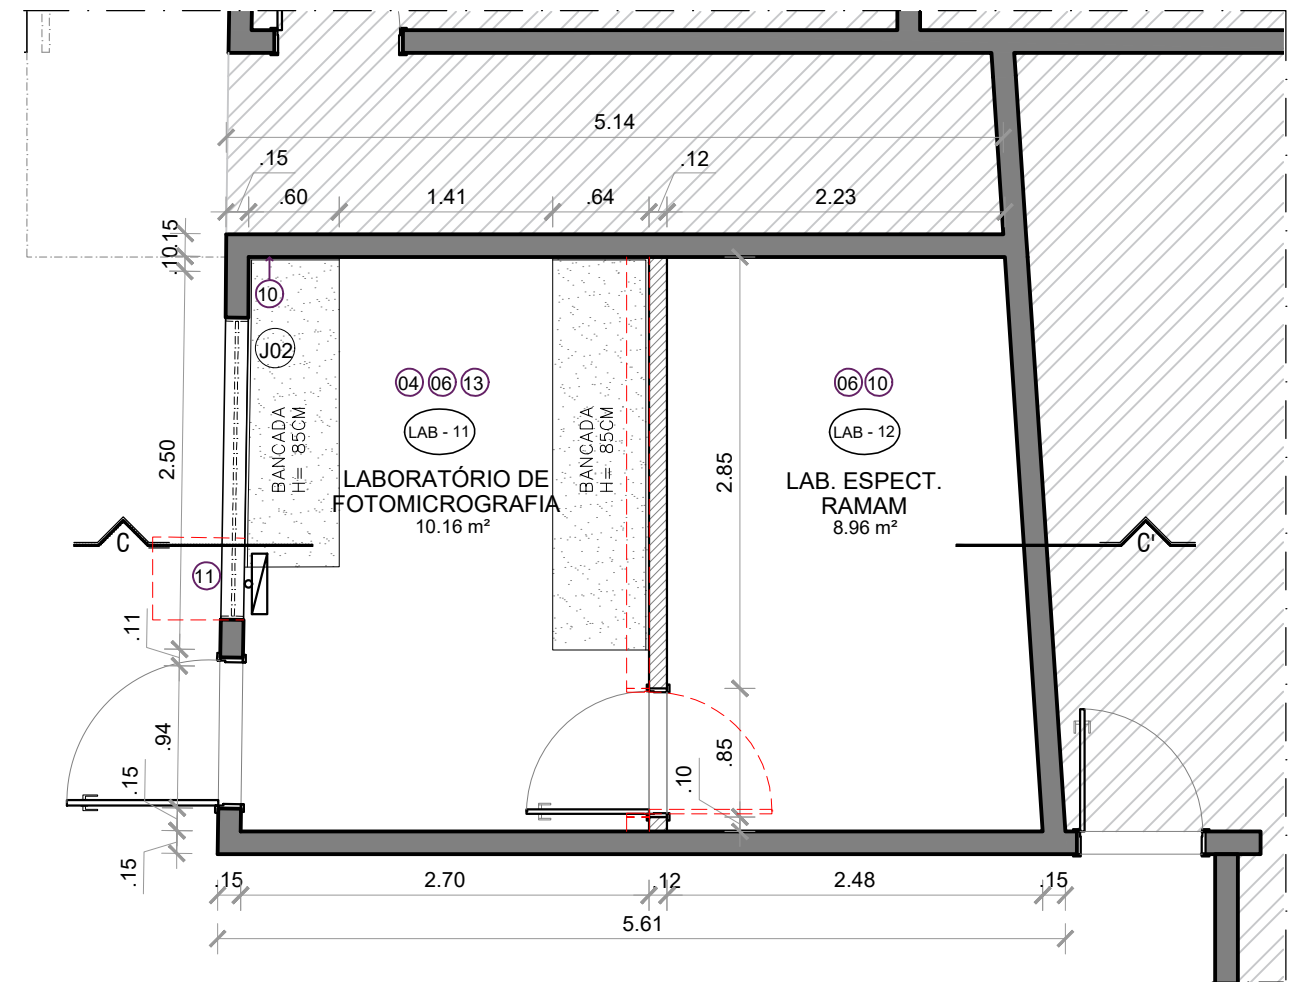 5.14
.15
.12
.60
1.41
.64
2.23
.15
.10
10
J02
04 06 13
06 10
LAB - 11
LAB - 12
BANCADA
H= 85CM
BANCADA
H= 85CM
2.50
2.85
LABORATÓRIO DE
FOTOMICROGRAFIA
10.16 m²
LAB. ESPECT.
RAMAM
8.96 m²
C
C'
11
.11
.94
.15
.10
.85
.15
.15
2.70
.12
2.48
.15
5.61